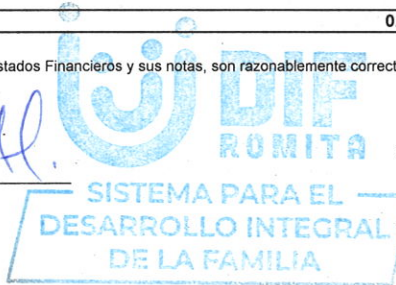 0
stados Financieros y sus notas, son razonablemente correct
DIF
ROMITA
SISTEMA PARA EL
DESARROLLO INTEGRAL
DE LA FAMILIA